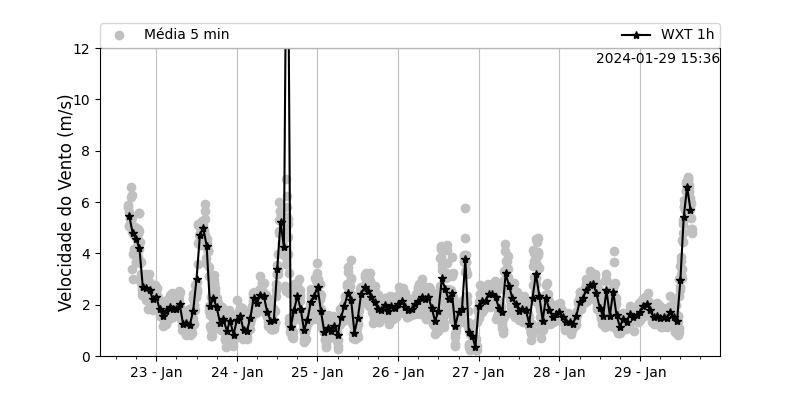 Média 5 min
WXT 1h
2024-01-29 15:36
Velocidade do Vento (m/s)
12
10
8
6
4
2
0
23 - Jan
24 - Jan
25 - Jan
26 - Jan
27 - Jan
28 - Jan
29 - Jan